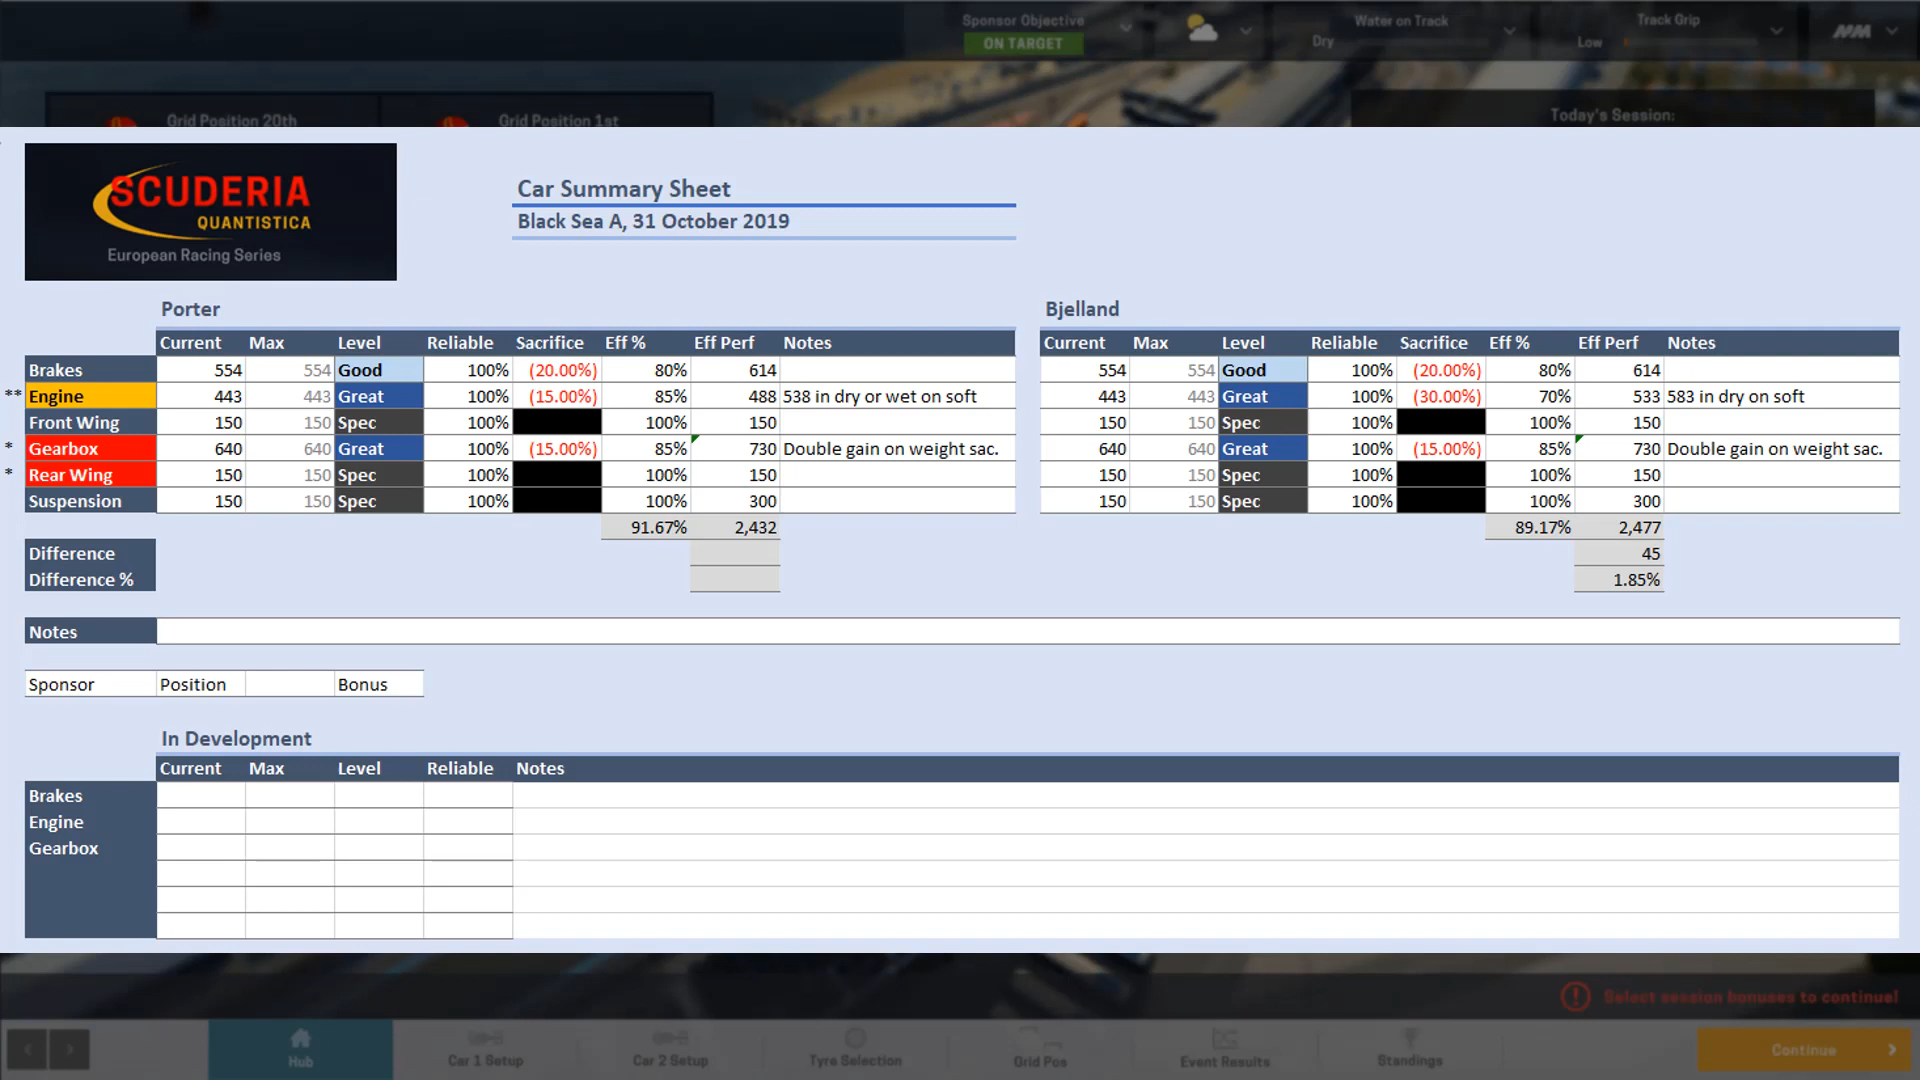 Sponsor Objective
ON TARGET
Water on Track
Dry
Track Grip
Low
Grid Position 20th
Grid Position 1st
Today's Session:
SCUDERIA
QUANTISTICA
European Racing Series
Car Summary Sheet
Black Sea A, 31 October 2019
Porter
Bjelland
Current Max Level Reliable Sacrifice Eff % Eff Perf Notes Current Max Level Reliable Sacrifice Eff % Eff Perf Notes
Brakes 554 554 Good 100% (20.00%) 80% 614 554 554 Good 100% (20.00%) 80% 614
** Engine 443 443 Great 100% (15.00%) 85% 488 538 in dry or wet on soft 443 443 Great 100% (30.00%) 70% 533 583 in dry on soft
Front Wing 150 150 Spec 100% 100% 150 150 150 Spec 100% 100% 150
* Gearbox 640 640 Great 100% (15.00%) 85% 730 Double gain on weight sac. 640 640 Great 100% (15.00%) 85% 730 Double gain on weight sac.
* Rear Wing 150 150 Spec 100% 100% 150 150 150 Spec 100% 100% 150
Suspension 150 150 Spec 100% 100% 300 150 150 Spec 100% 100% 300
91.67% 2,432 89.17% 2,477
Difference 45
Difference % 1.85%
Notes
Sponsor Position Bonus
In Development
Current Max Level Reliable Notes
Brakes
Engine
Gearbox
Select session bonuses to continue!
Hub
Car 1 Setup
Car 2 Setup
Tyre Selection
Grid Pos
Event Results
Standings
Continue